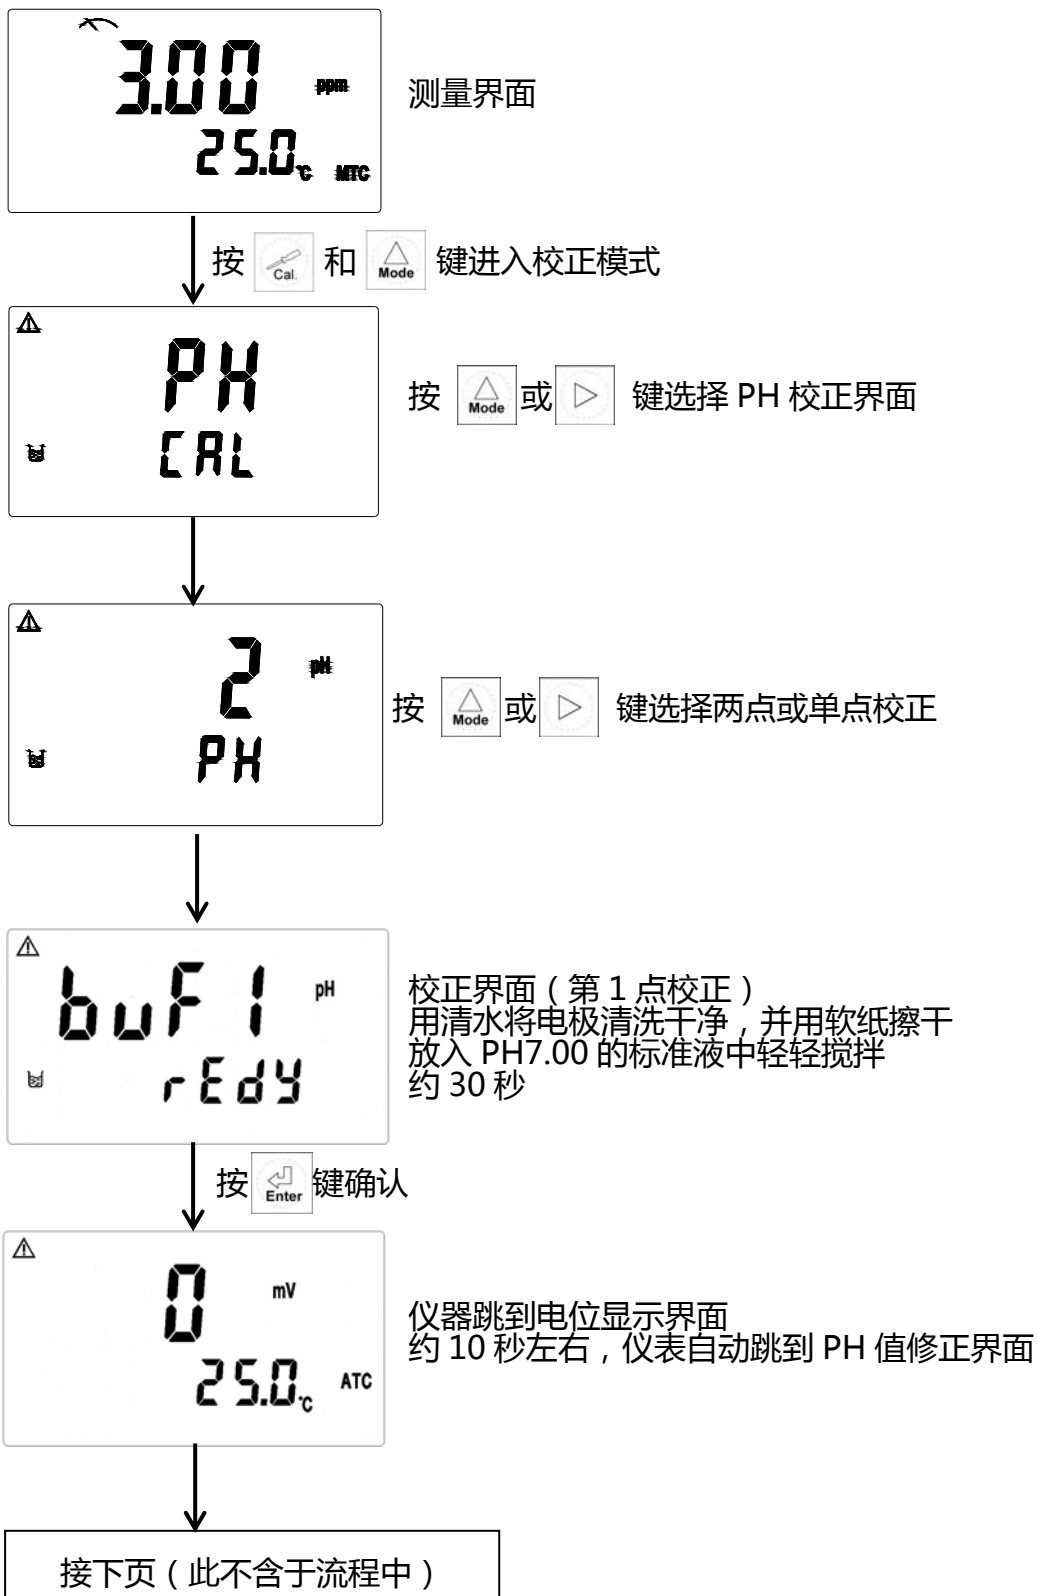 3.00 ppm
25.0 ℃ MTC
测量界面
按 Cal. 和 Mode 键进入校正模式
PH
CAL
按 Mode 或 键选择 PH 校正界面
2 pH
PH
按 Mode 或 键选择两点或单点校正
buF1 pH
rEdY
校正界面（第 1 点校正）
用清水将电极清洗干净，并用软纸擦干
放入 PH7.00 的标准液中轻轻搅拌
约 30 秒
按 Enter 键确认
0 mV
25.0 ℃ ATC
仪器跳到电位显示界面
约 10 秒左右，仪表自动跳到 PH 值修正界面
接下页（此不含于流程中）